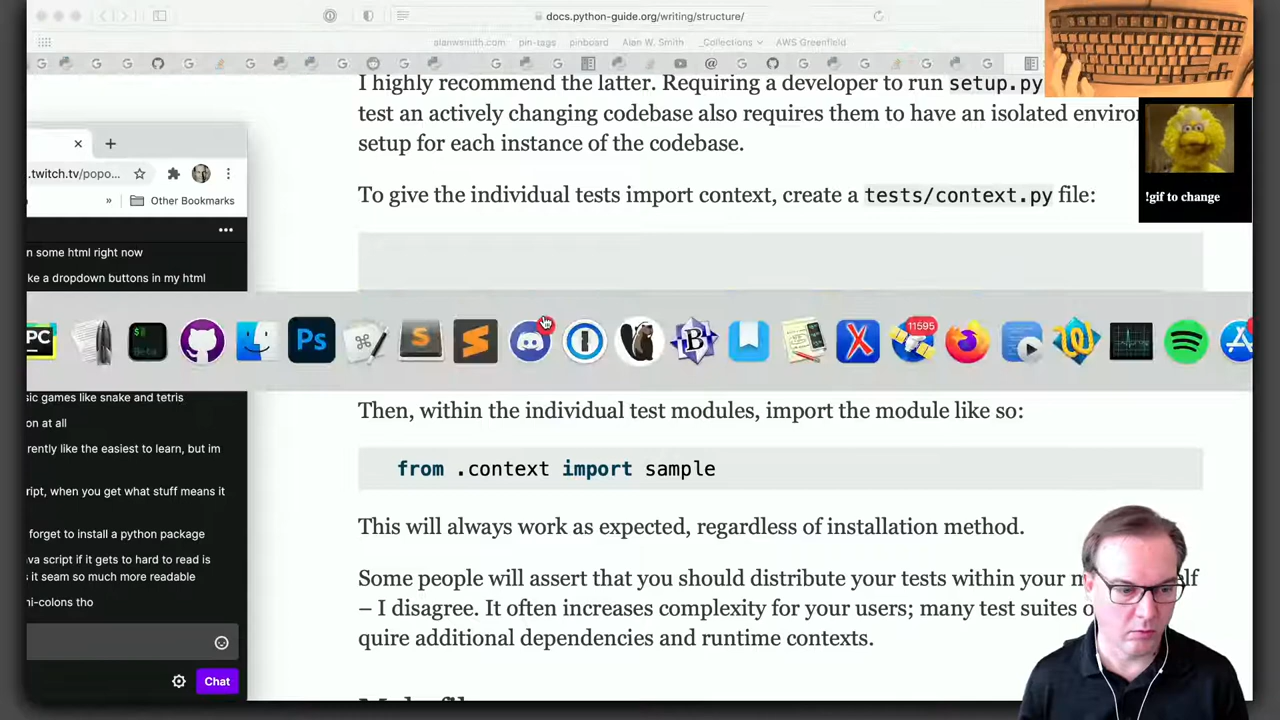 docs.python-guide.org/writing/structure/
alanwsmith.com pin-tags pinboard Alan W. Smith _Collections AWS Greenfield
I highly recommend the latter. Requiring a developer to run setup.py
test an actively changing codebase also requires them to have an isolated enviro
setup for each instance of the codebase.
To give the individual tests import context, create a tests/context.py file:
!gif to change
.twitch.tv/popo...
» Other Bookmarks
n some html right now
ke a dropdown buttons in my html
PC
$
Beta
Ps
S
B
X
11595
sic games like snake and tetris
on at all
rently like the easiest to learn, but im
ript, when you get what stuff means it
forget to install a python package
va script if it gets to hard to read is
s it seam so much more readable
mi-colons tho
Chat
Then, within the individual test modules, import the module like so:
from .context import sample
This will always work as expected, regardless of installation method.
Some people will assert that you should distribute your tests within your m elf
– I disagree. It often increases complexity for your users; many test suites o
quire additional dependencies and runtime contexts.